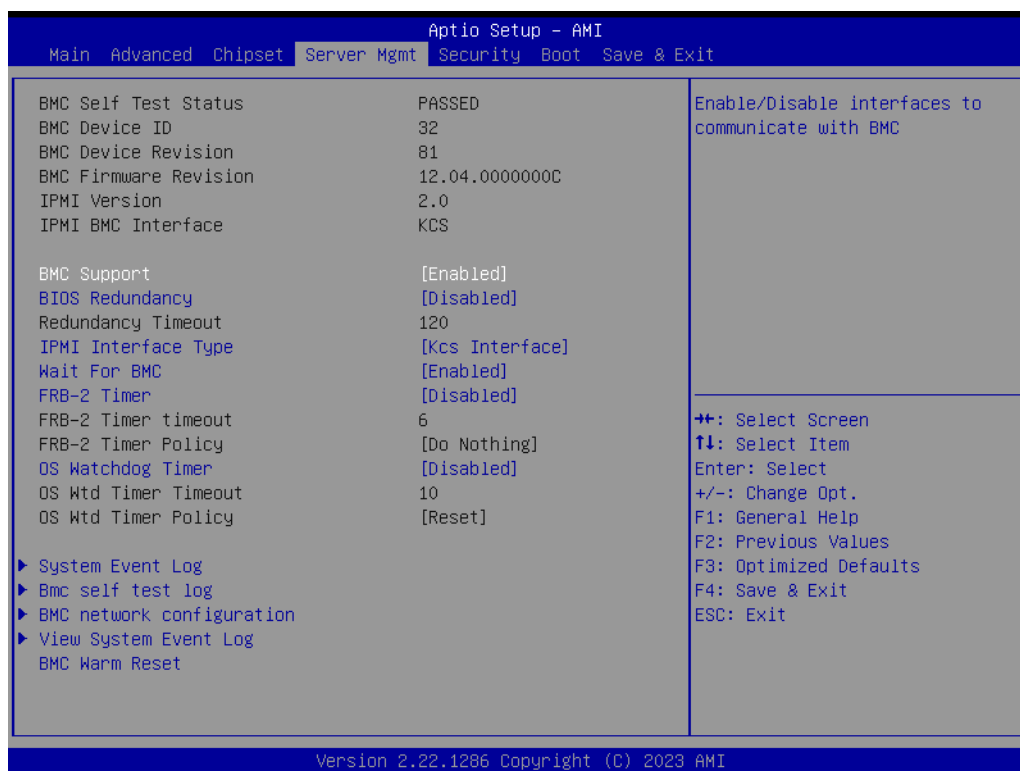 Aptio Setup – AMI
Main Advanced Chipset Server Mgmt Security Boot Save & Exit
BMC Self Test Status PASSED
BMC Device ID 32
BMC Device Revision 81
BMC Firmware Revision 12.04.0000000C
IPMI Version 2.0
IPMI BMC Interface KCS
BMC Support [Enabled]
BIOS Redundancy [Disabled]
Redundancy Timeout 120
IPMI Interface Type [Kcs Interface]
Wait For BMC [Enabled]
FRB-2 Timer [Disabled]
FRB-2 Timer timeout 6
FRB-2 Timer Policy [Do Nothing]
OS Watchdog Timer [Disabled]
OS Wtd Timer Timeout 10
OS Wtd Timer Policy [Reset]
System Event Log
Bmc self test log
BMC network configuration
View System Event Log
BMC Warm Reset
Enable/Disable interfaces to
communicate with BMC
→←: Select Screen
↑↓: Select Item
Enter: Select
+/-: Change Opt.
F1: General Help
F2: Previous Values
F3: Optimized Defaults
F4: Save & Exit
ESC: Exit
Version 2.22.1286 Copyright (C) 2023 AMI